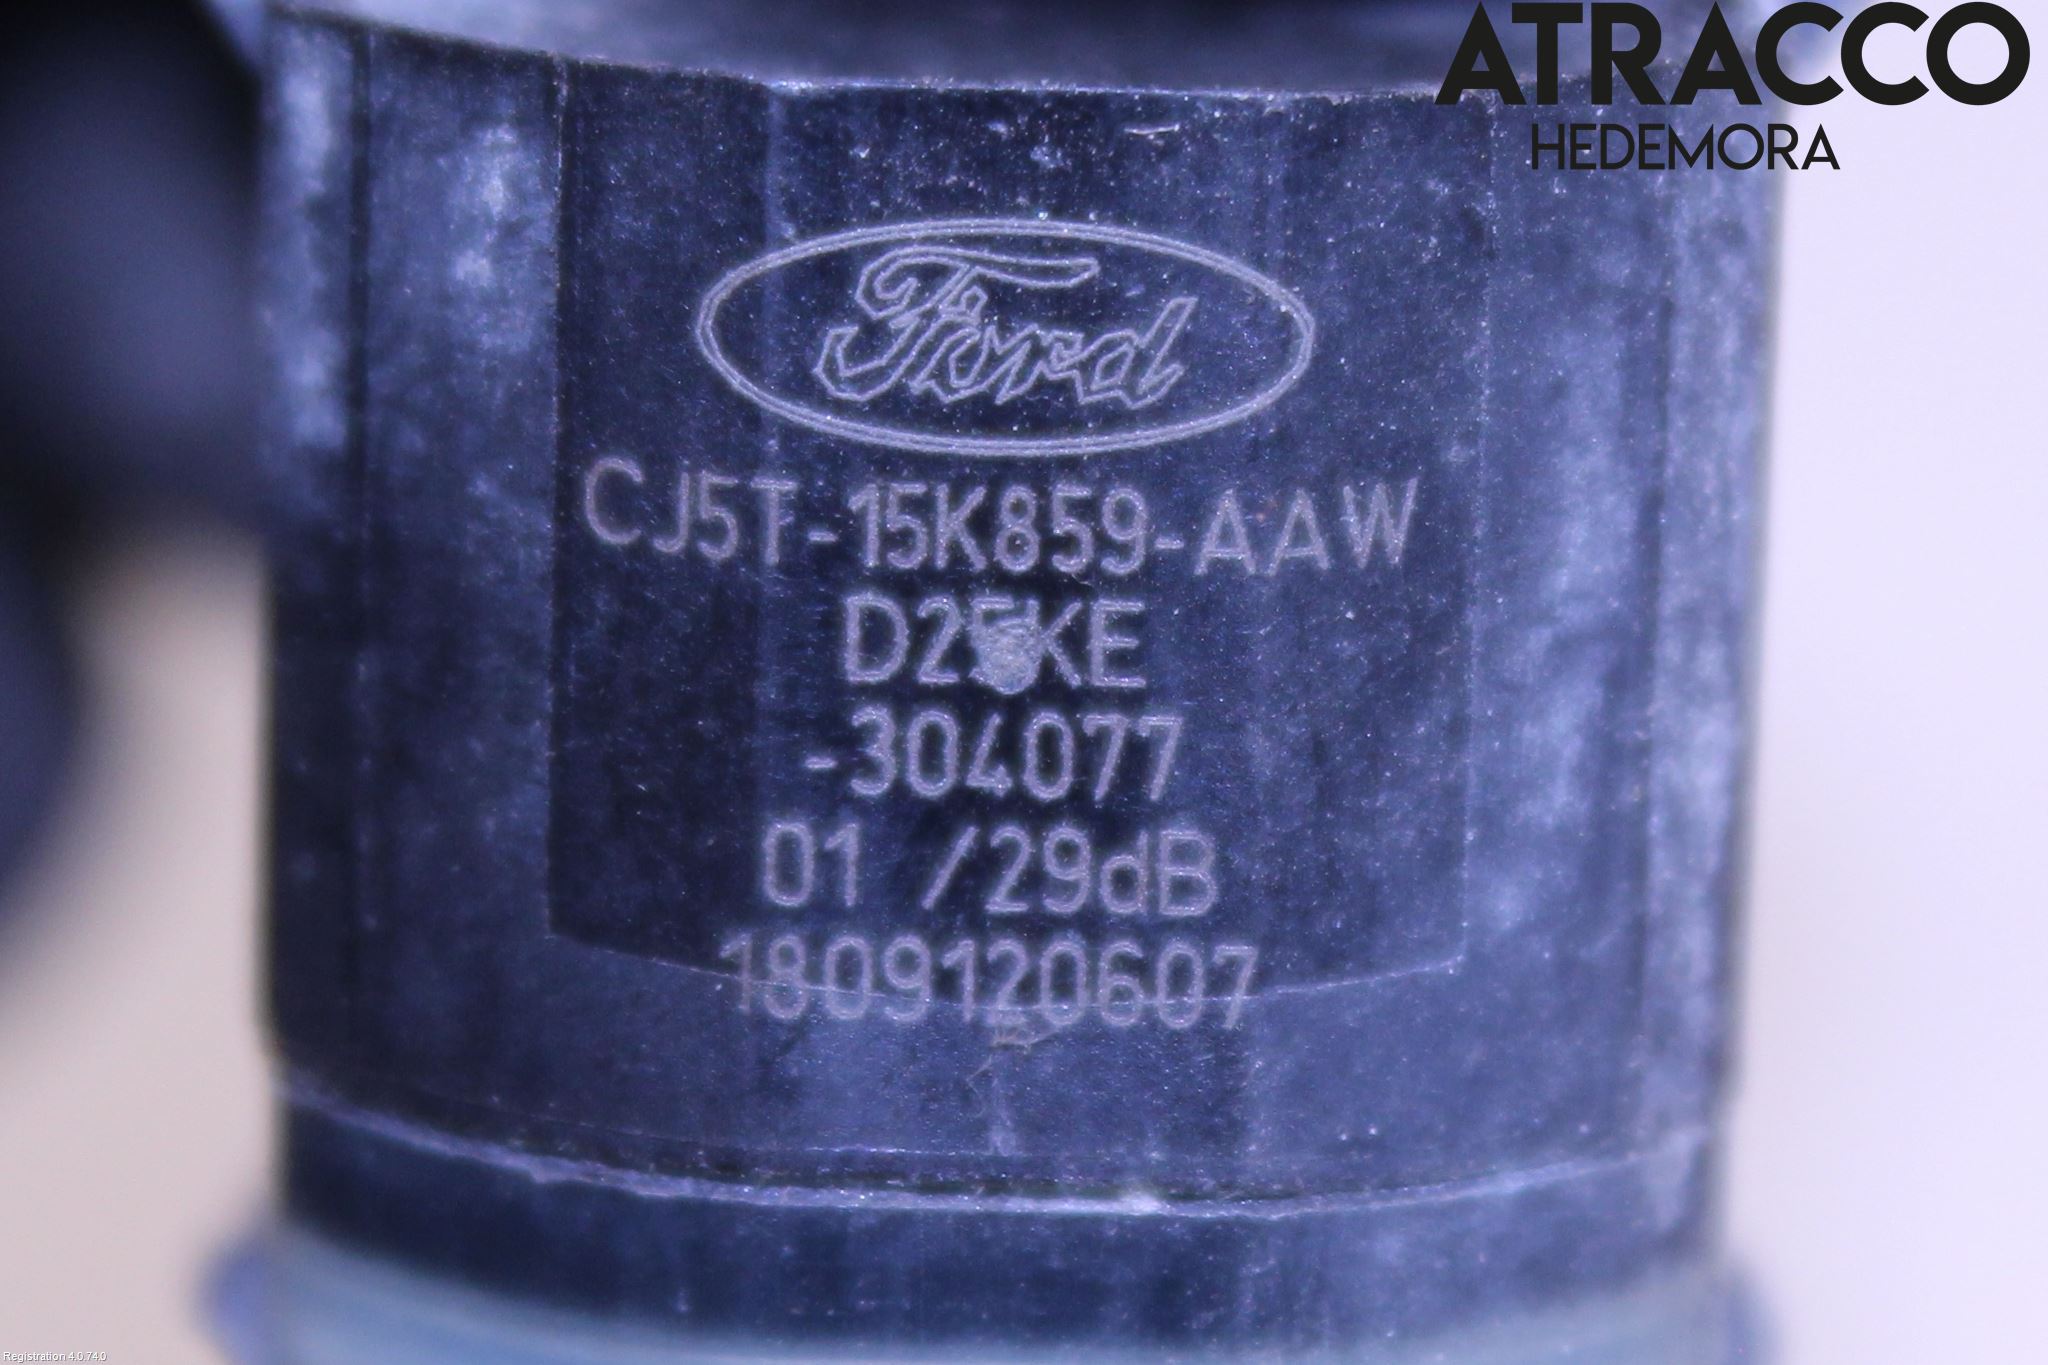 ATRACCO
HEDEMORA
Ford
CJ5T-15K859-AAW
-304077
01 /29dB
1809120607
Registration 4.0.74.0